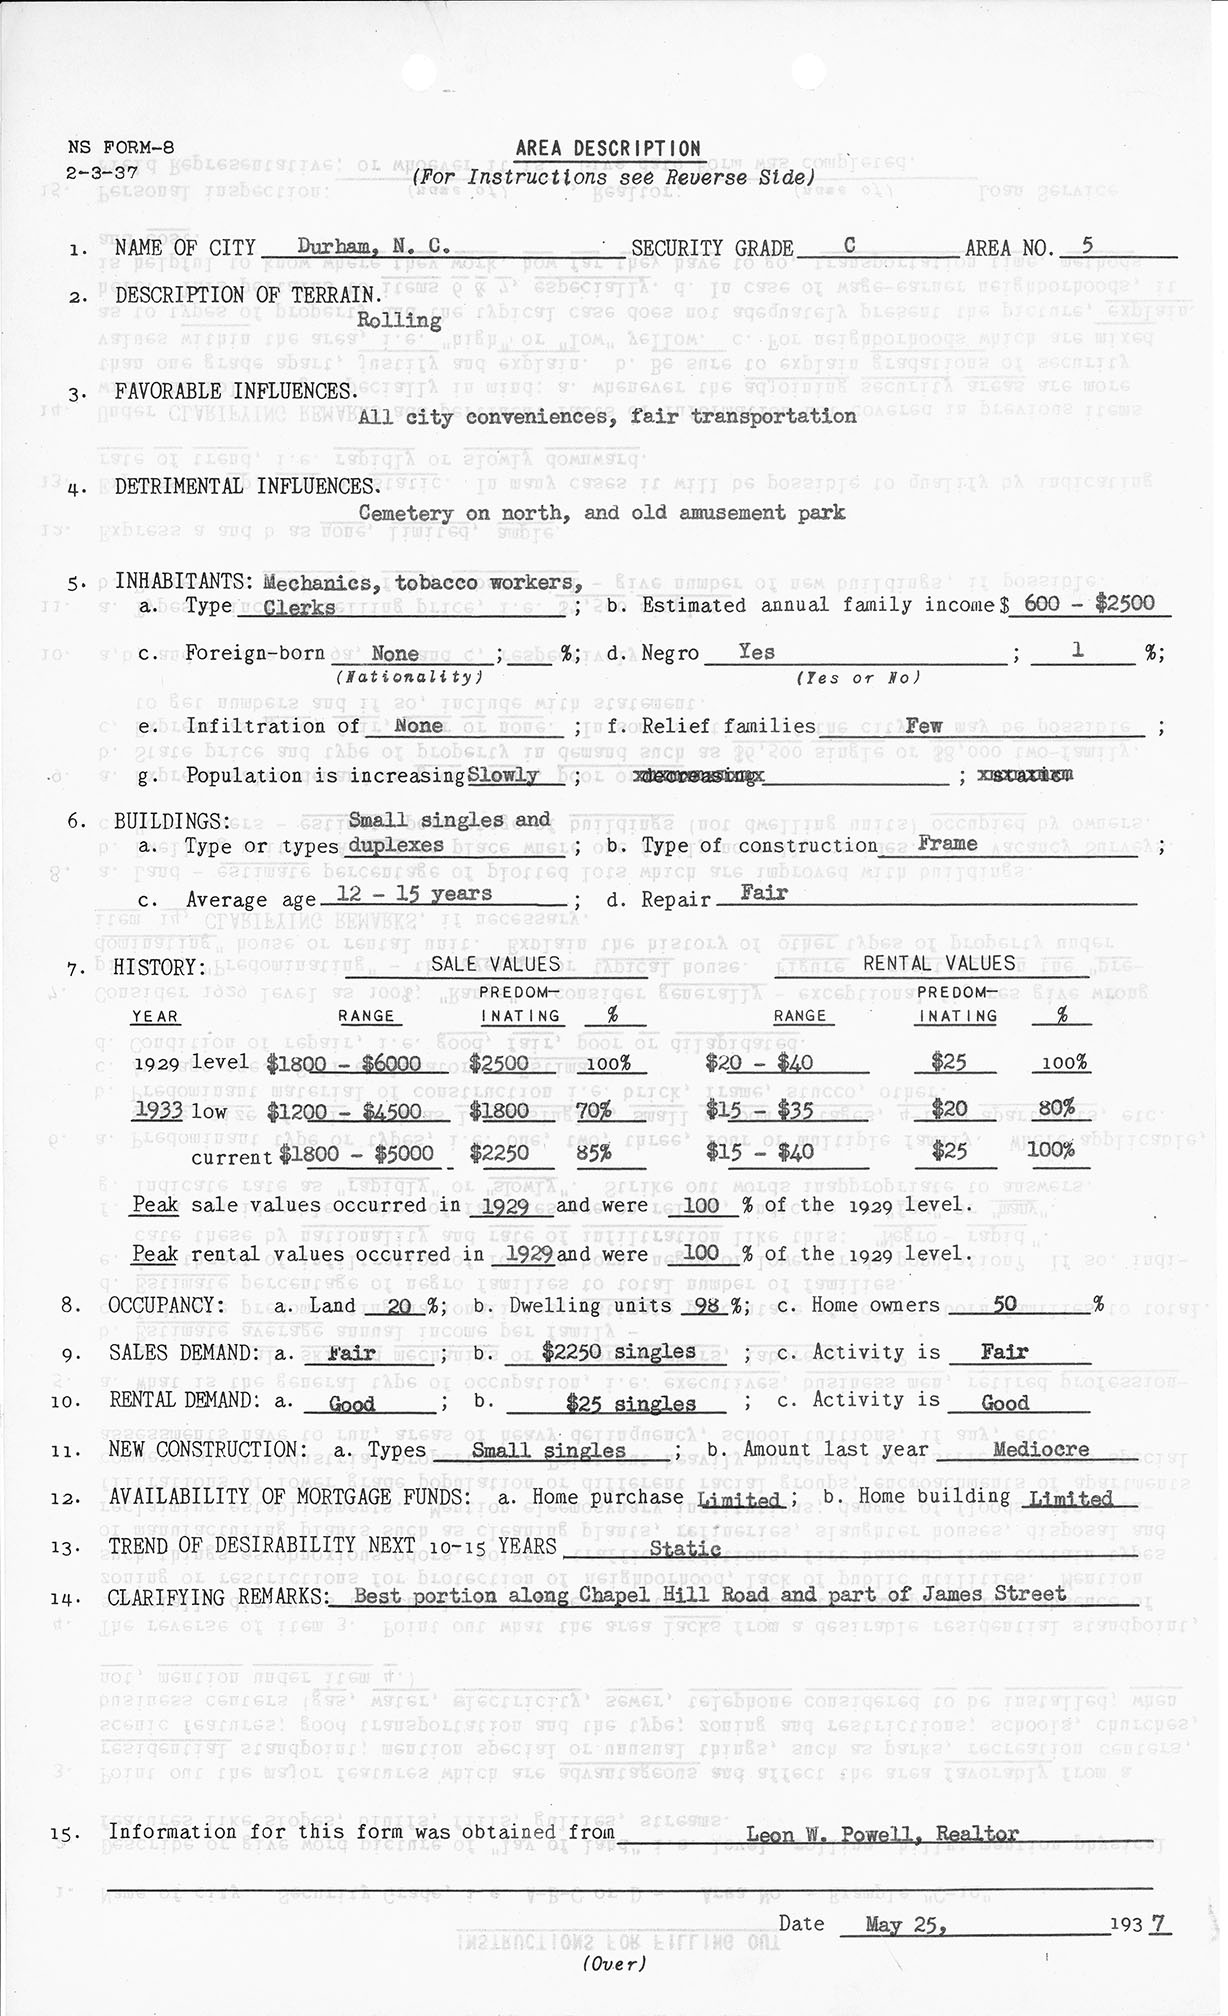 NS FORM-8
2-3-37
AREA DESCRIPTION
(For Instructions see Reverse Side)
1. NAME OF CITY Durham, N. C. SECURITY GRADE C AREA NO. 5
2. DESCRIPTION OF TERRAIN.
Rolling
3. FAVORABLE INFLUENCES.
All city conveniences, fair transportation
4. DETRIMENTAL INFLUENCES.
Cemetery on north, and old amusement park
5. INHABITANTS: Mechanics, tobacco workers,
a. Type Clerks ; b. Estimated annual family income $ 600 - $2500
c. Foreign-born None ; %; d. Negro Yes ; 1 %;
(Nationality) (Yes or No)
e. Infiltration of None ; f. Relief families Few ;
g. Population is increasing Slowly ; decreasing ;
6. BUILDINGS: Small singles and
a. Type or types duplexes ; b. Type of construction Frame ;
c. Average age 12 - 15 years ; d. Repair Fair
7. HISTORY: SALE VALUES RENTAL VALUES
PREDOM- PREDOM-
YEAR RANGE INATING % RANGE INATING %
1929 level $1800 - $6000 $2500 100% $20 - $40 $25 100%
1933 low $1200 - $4500 $1800 70% $15 - $35 $20 80%
current $1800 - $5000 $2250 85% $15 - $40 $25 100%
Peak sale values occurred in 1929 and were 100 % of the 1929 level.
Peak rental values occurred in 1929 and were 100 % of the 1929 level.
8. OCCUPANCY: a. Land 20 %; b. Dwelling units 98 %; c. Home owners 50 %
9. SALES DEMAND: a. Fair ; b. $2250 singles ; c. Activity is Fair
10. RENTAL DEMAND: a. Good ; b. $25 singles ; c. Activity is Good
11. NEW CONSTRUCTION: a. Types Small singles ; b. Amount last year Mediocre
12. AVAILABILITY OF MORTGAGE FUNDS: a. Home purchase Limited ; b. Home building Limited
13. TREND OF DESIRABILITY NEXT 10-15 YEARS Static
14. CLARIFYING REMARKS: Best portion along Chapel Hill Road and part of James Street
15. Information for this form was obtained from Leon W. Powell, Realtor
Date May 25, 1937
(Over)